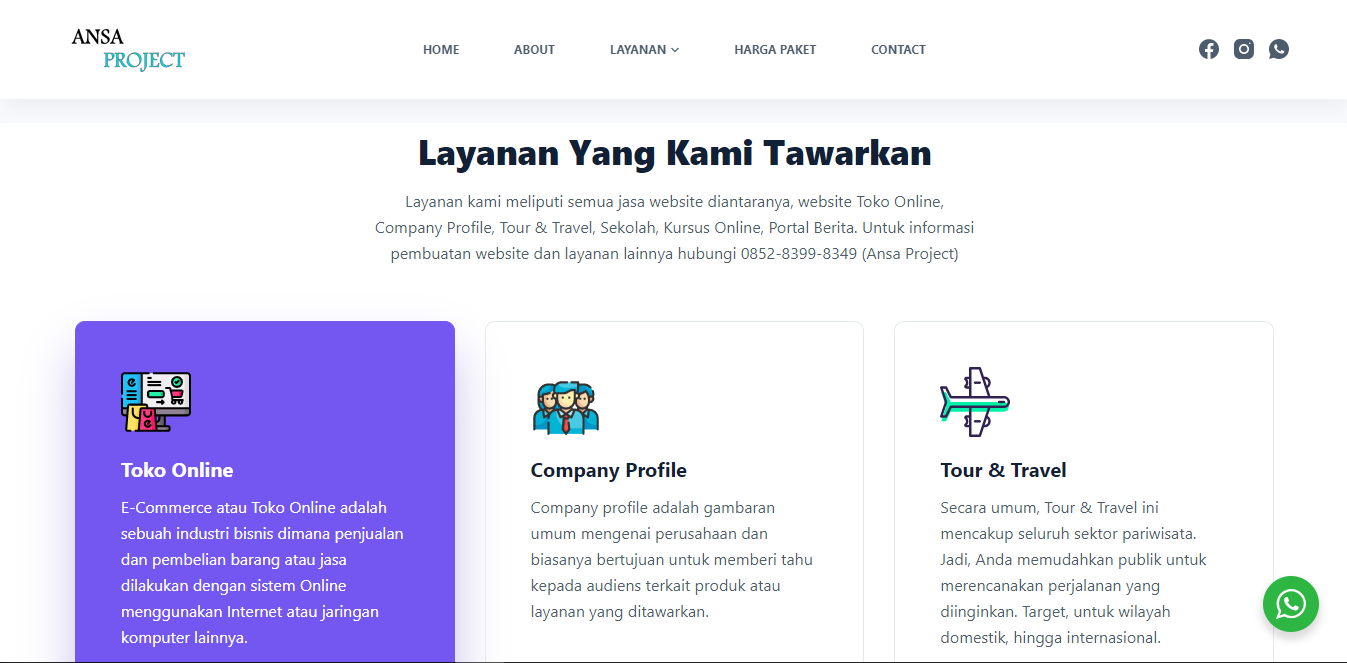 ANSA
PROJECT
HOME
ABOUT
LAYANAN
HARGA PAKET
CONTACT
Layanan Yang Kami Tawarkan
Layanan kami meliputi semua jasa website diantaranya, website Toko Online,
Company Profile, Tour & Travel, Sekolah, Kursus Online, Portal Berita. Untuk informasi
pembuatan website dan layanan lainnya hubungi 0852-8399-8349 (Ansa Project)
Toko Online
E-Commerce atau Toko Online adalah
sebuah industri bisnis dimana penjualan
dan pembelian barang atau jasa
dilakukan dengan sistem Online
menggunakan Internet atau jaringan
komputer lainnya.
Company Profile
Company profile adalah gambaran
umum mengenai perusahaan dan
biasanya bertujuan untuk memberi tahu
kepada audiens terkait produk atau
layanan yang ditawarkan.
Tour & Travel
Secara umum, Tour & Travel ini
mencakup seluruh sektor pariwisata.
Jadi, Anda memudahkan publik untuk
merencanakan perjalanan yang
diinginkan. Target, untuk wilayah
domestik, hingga internasional.